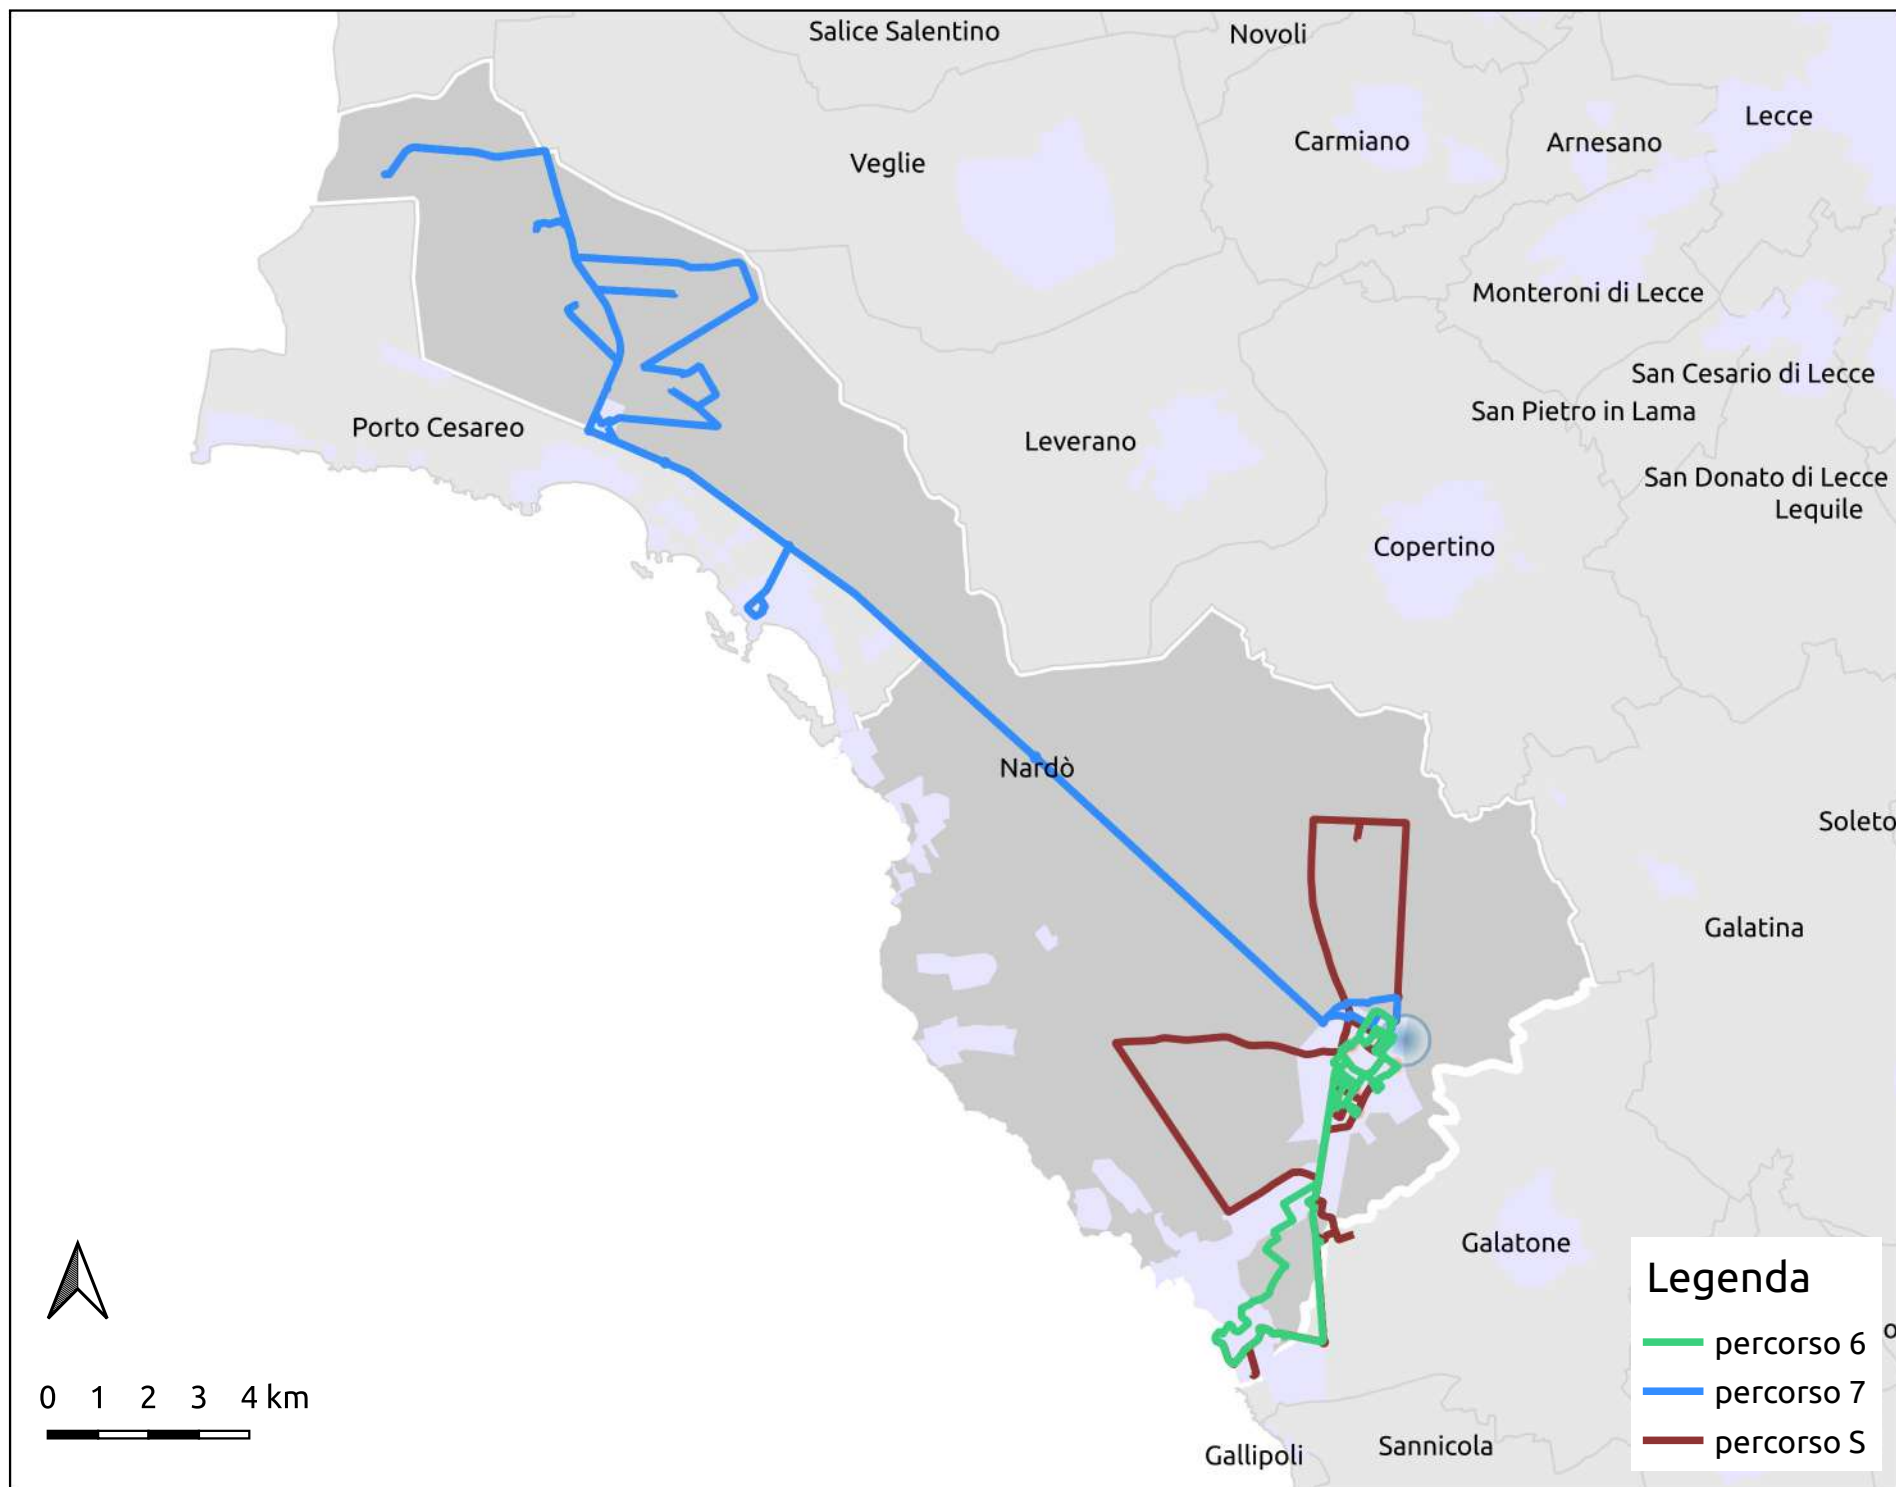 Salice Salentino
Novoli
Lecce
Carmiano
Arnesano
Veglie
Monteroni di Lecce
San Cesario di Lecce
San Pietro in Lama
Porto Cesareo
Leverano
San Donato di Lecce
Lequile
Copertino
Nardò
Soleto
Galatina
Galatone
Legenda
percorso 6
percorso 7
percorso S
0 1 2 3 4 km
Sannicola
Gallipoli
o